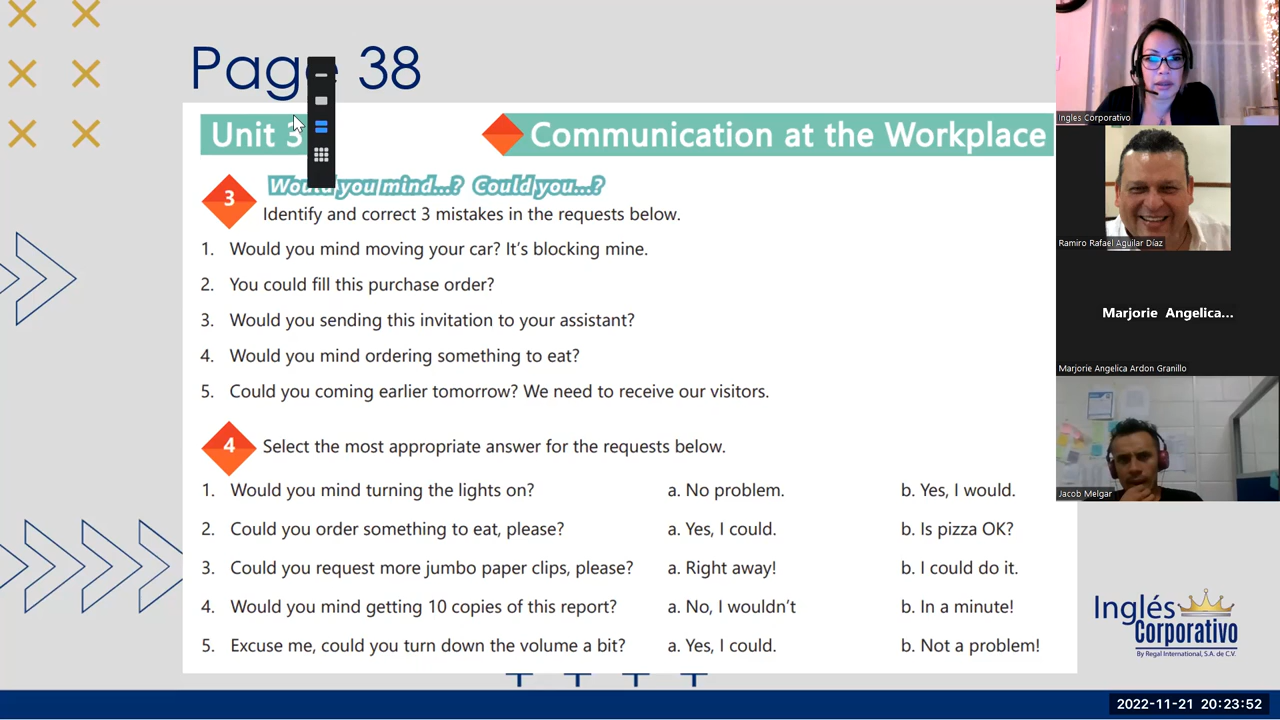 Page 38
Unit 3
Communication at the Workplace
3
Would you mind...? Could you...?
Identify and correct 3 mistakes in the requests below.
1. Would you mind moving your car? It's blocking mine.
2. You could fill this purchase order?
3. Would you sending this invitation to your assistant?
4. Would you mind ordering something to eat?
5. Could you coming earlier tomorrow? We need to receive our visitors.
4
Select the most appropriate answer for the requests below.
1. Would you mind turning the lights on? a. No problem. b. Yes, I would.
2. Could you order something to eat, please? a. Yes, I could. b. Is pizza OK?
3. Could you request more jumbo paper clips, please? a. Right away! b. I could do it.
4. Would you mind getting 10 copies of this report? a. No, I wouldn't b. In a minute!
5. Excuse me, could you turn down the volume a bit? a. Yes, I could. b. Not a problem!
Ingles Corporativo
Ramiro Rafael Aguilar Díaz
Marjorie Angelica...
Marjorie Angelica Ardon Granillo
Jacob Melgar
Inglés
Corporativo
By Regal International, S.A. de C.V.
2022-11-21 20:23:52